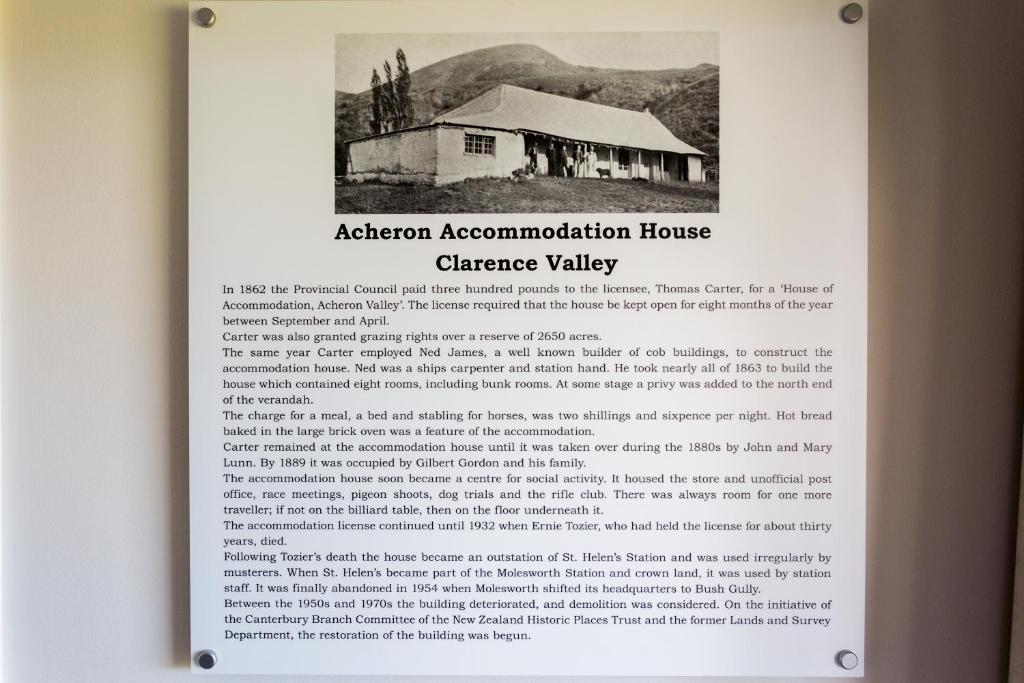 Acheron Accommodation House
Clarence Valley
In 1862 the Provincial Council paid three hundred pounds to the licensee, Thomas Carter, for a ‘House of
Accommodation, Acheron Valley’. The license required that the house be kept open for eight months of the year
between September and April.
Carter was also granted grazing rights over a reserve of 2650 acres.
The same year Carter employed Ned James, a well known builder of cob buildings, to construct the
accommodation house. Ned was a ships carpenter and station hand. He took nearly all of 1863 to build the
house which contained eight rooms, including bunk rooms. At some stage a privy was added to the north end
of the verandah.
The charge for a meal, a bed and stabling for horses, was two shillings and sixpence per night. Hot bread
baked in the large brick oven was a feature of the accommodation.
Carter remained at the accommodation house until it was taken over during the 1880s by John and Mary
Lunn. By 1889 it was occupied by Gilbert Gordon and his family.
The accommodation house soon became a centre for social activity. It housed the store and unofficial post
office, race meetings, pigeon shoots, dog trials and the rifle club. There was always room for one more
traveller; if not on the billiard table, then on the floor underneath it.
The accommodation license continued until 1932 when Ernie Tozier, who had held the license for about thirty
years, died.
Following Tozier’s death the house became an outstation of St. Helen’s Station and was used irregularly by
musterers. When St. Helen’s became part of the Molesworth Station and crown land, it was used by station
staff. It was finally abandoned in 1954 when Molesworth shifted its headquarters to Bush Gully.
Between the 1950s and 1970s the building deteriorated, and demolition was considered. On the initiative of
the Canterbury Branch Committee of the New Zealand Historic Places Trust and the former Lands and Survey
Department, the restoration of the building was begun.